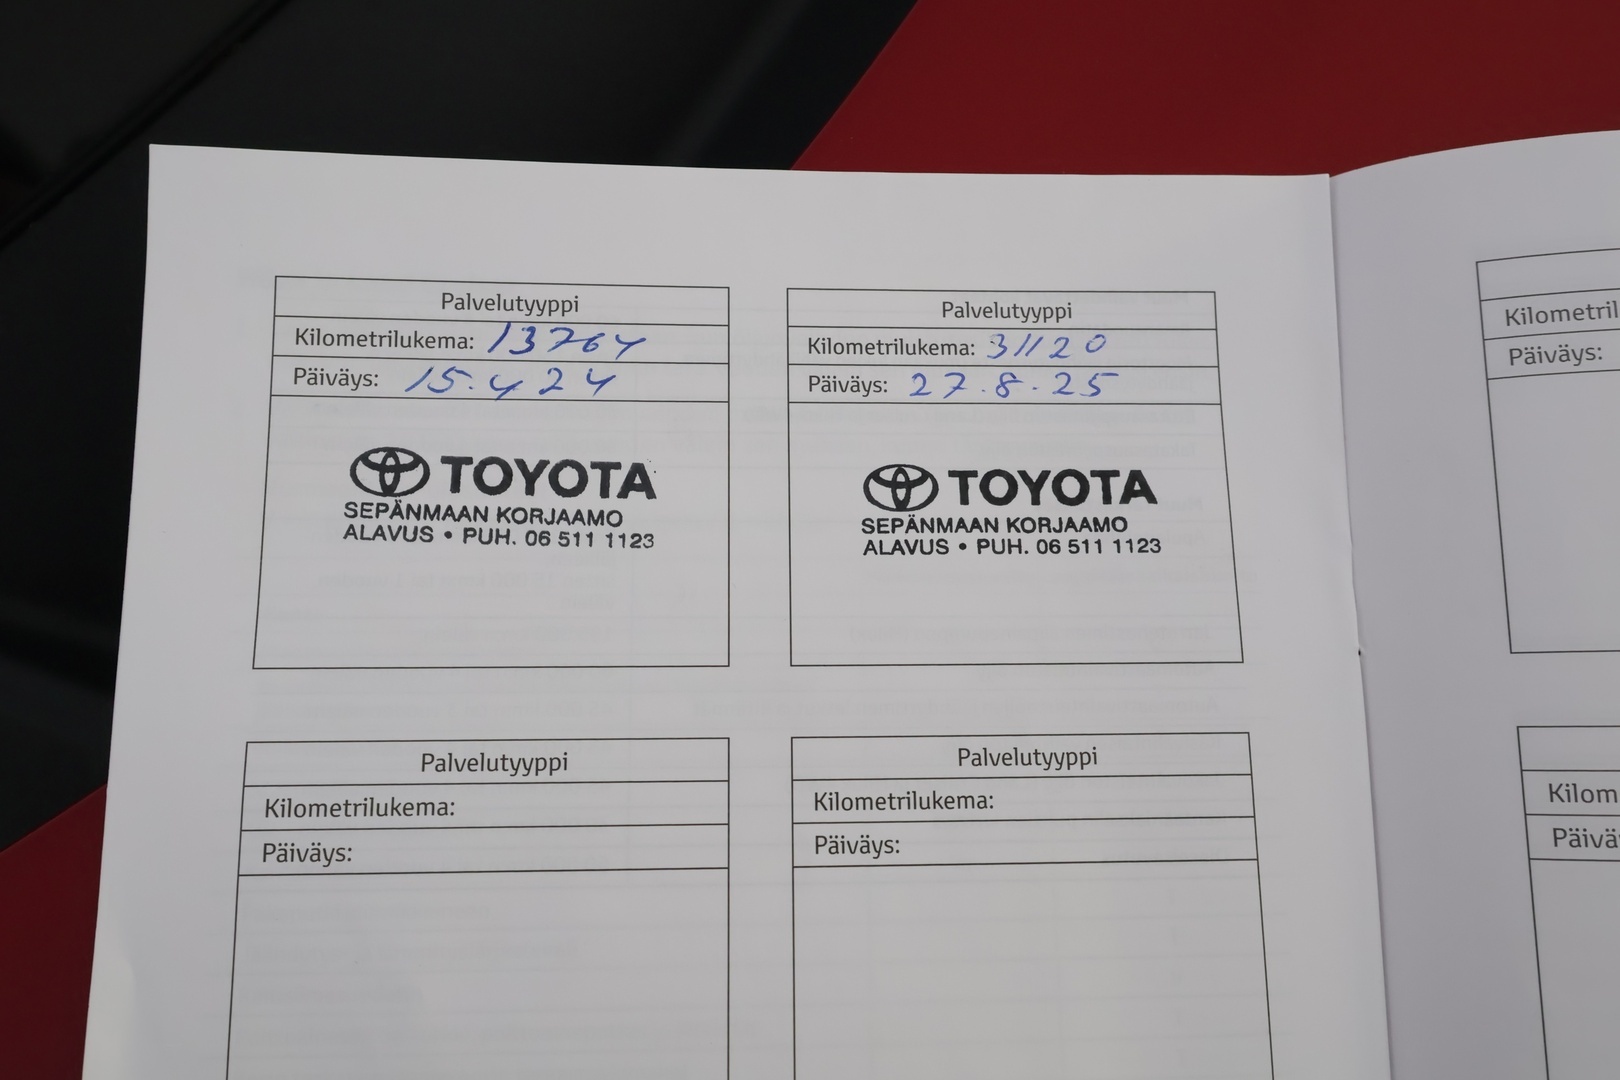 Palvelutyyppi
Kilometrilukema: 13764
Päiväys: 15.4 24
TOYOTA
SEPÄNMAAN KORJAAMO
ALAVUS • PUH. 06 511 1123
Palvelutyyppi
Kilometrilukema: 31120
Päiväys: 27.8.25
TOYOTA
SEPÄNMAAN KORJAAMO
ALAVUS • PUH. 06 511 1123
Kilometril
Päiväys:
Palvelutyyppi
Kilometrilukema:
Päiväys:
Palvelutyyppi
Kilometrilukema:
Päiväys:
Kilom
Päivä